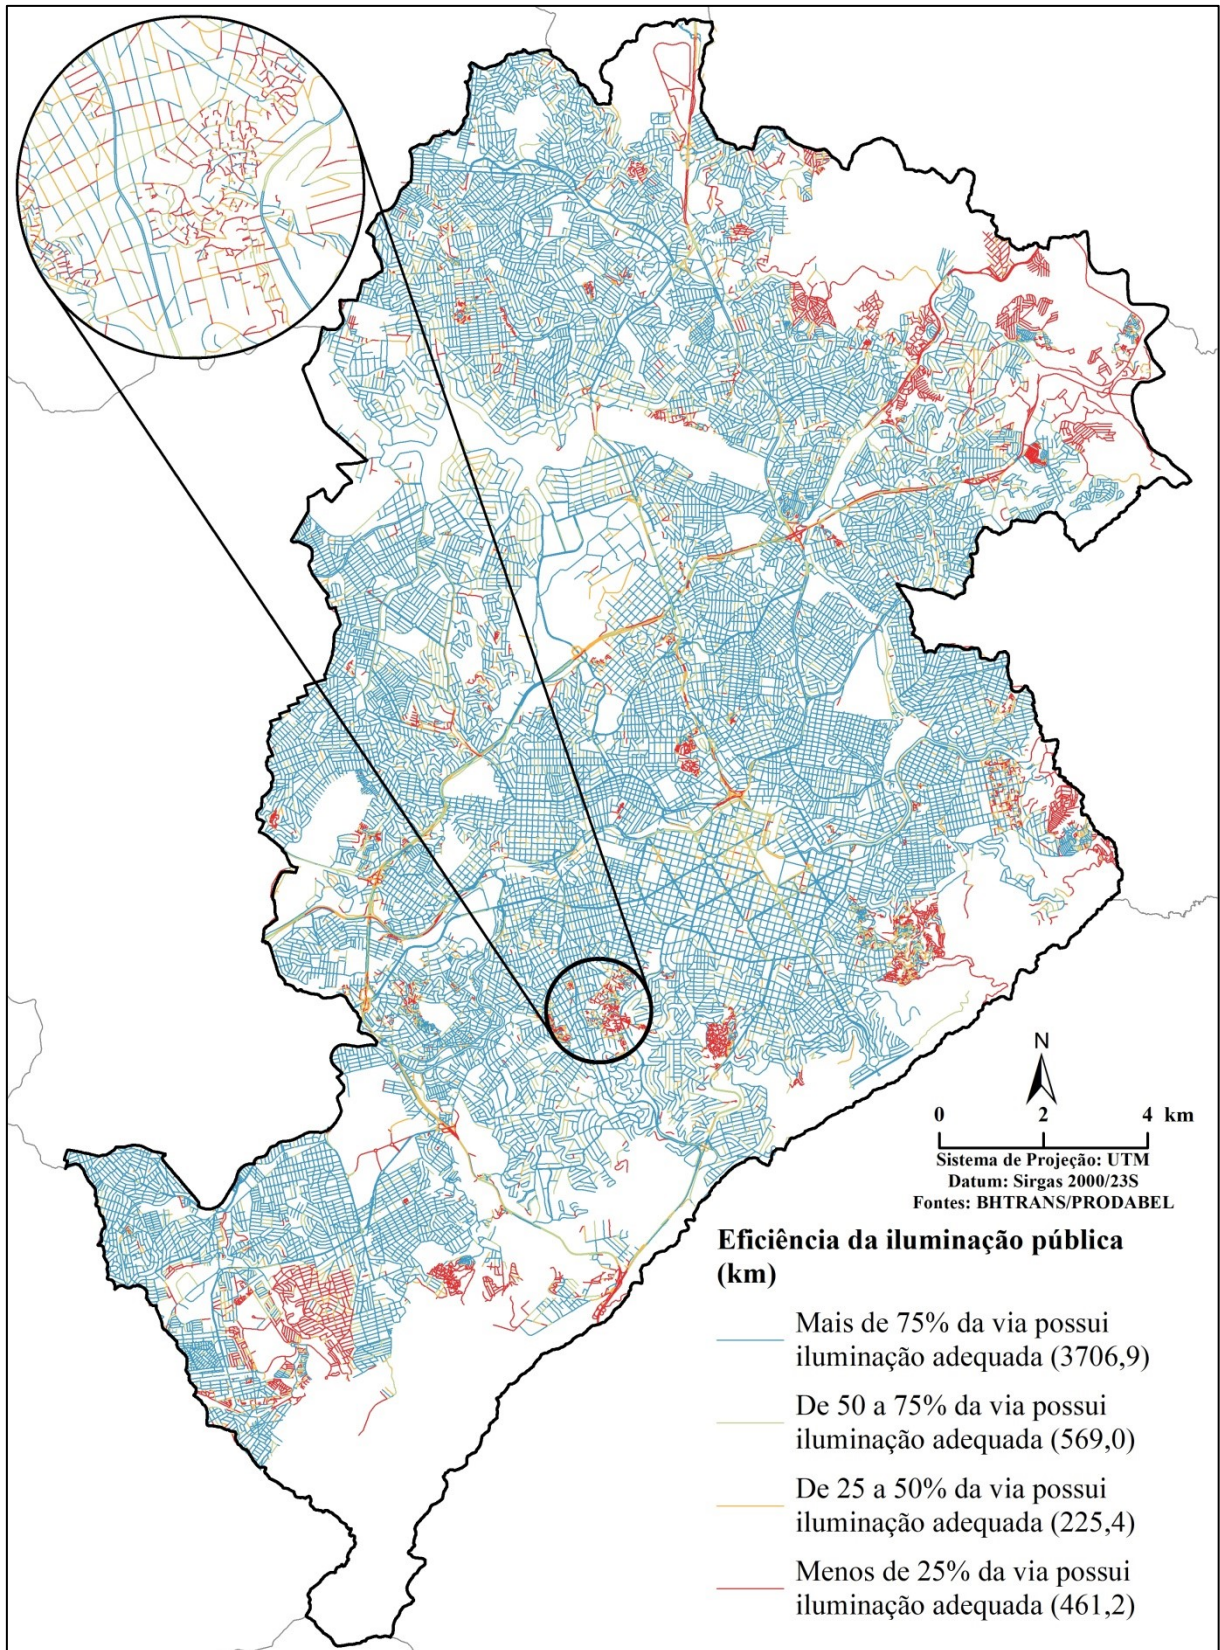 N
0 2 4 km
Sistema de Projeção: UTM
Datum: Sirgas 2000/23S
Fontes: BHTRANS/PRODABEL
Eficiência da iluminação pública
(km)
Mais de 75% da via possui
iluminação adequada (3706,9)
De 50 a 75% da via possui
iluminação adequada (569,0)
De 25 a 50% da via possui
iluminação adequada (225,4)
Menos de 25% da via possui
iluminação adequada (461,2)